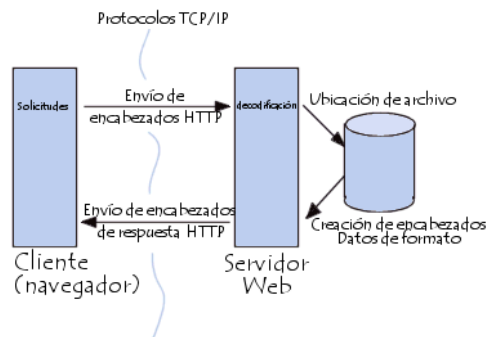 Protocolos TCP/IP
Solicitudes
Envío de
encabezados HTTP
decodificación
Ubicación de archivo
Envío de encabezados
de respuesta HTTP
Creación de encabezados
Datos de formato
Cliente
(navegador)
Servidor
Web